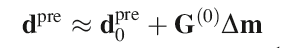 d^pre ≈ d_0^pre + G^(0) Δm